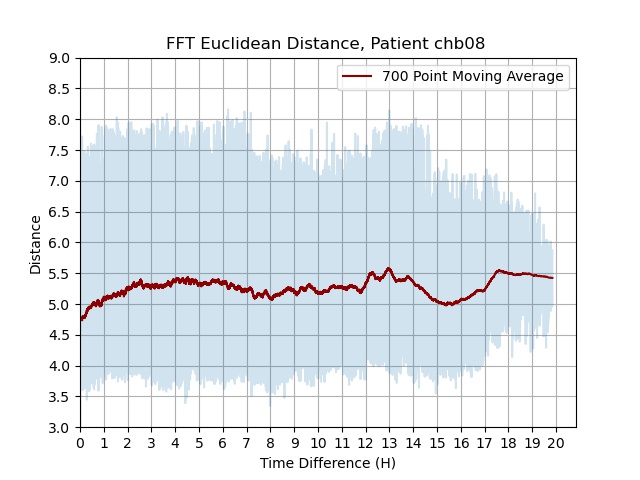 FFT Euclidean Distance, Patient chb08
700 Point Moving Average
9.0
8.5
8.0
7.5
7.0
6.5
6.0
5.5
5.0
4.5
4.0
3.5
3.0
Distance
0 1 2 3 4 5 6 7 8 9 10 11 12 13 14 15 16 17 18 19 20
Time Difference (H)